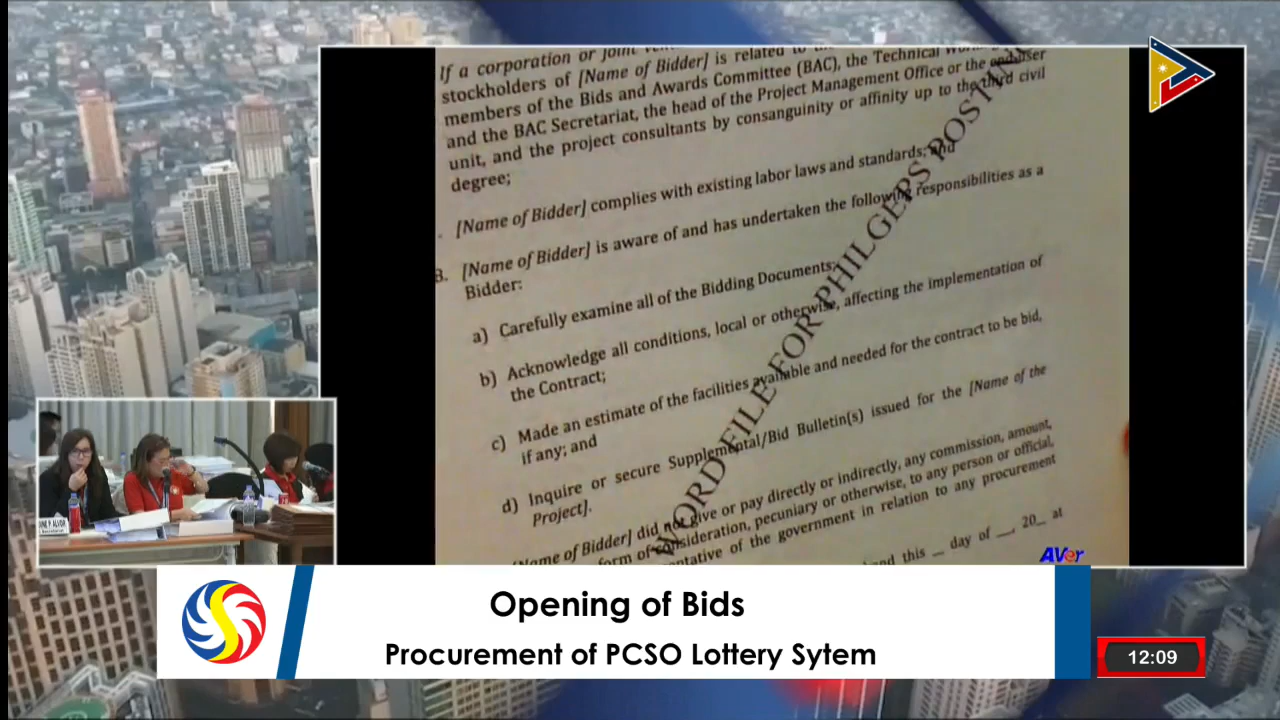 If a corporation or joint
stockholders of [Name of Bidder] is related to
members of the Bids and Awards Committee (BAC), the Technical
and the BAC Secretariat, the head of the Project Management Office or the end-user
unit, and the project consultants by consanguinity or affinity up to the third civil
degree;
[Name of Bidder] complies with existing labor laws and standards; and
8. [Name of Bidder] is aware of and has undertaken the following responsibilities as a
Bidder:
a) Carefully examine all of the Bidding Documents;
b) Acknowledge all conditions, local or otherwise, affecting the implementation of
the Contract;
c) Made an estimate of the facilities available and needed for the contract to be bid,
if any; and
d) Inquire or secure Supplemental/Bid Bulletin(s) issued for the [Name of the
Project].
[Name of Bidder] did not give or pay directly or indirectly, any commission, amount,
form of consideration, pecuniary or otherwise, to any person or official,
of the government in relation to any procurement
this _ day of __, 20_ at
WORD FILE FOR PHILGEPS
AVer
Opening of Bids
Procurement of PCSO Lottery Sytem
12:09